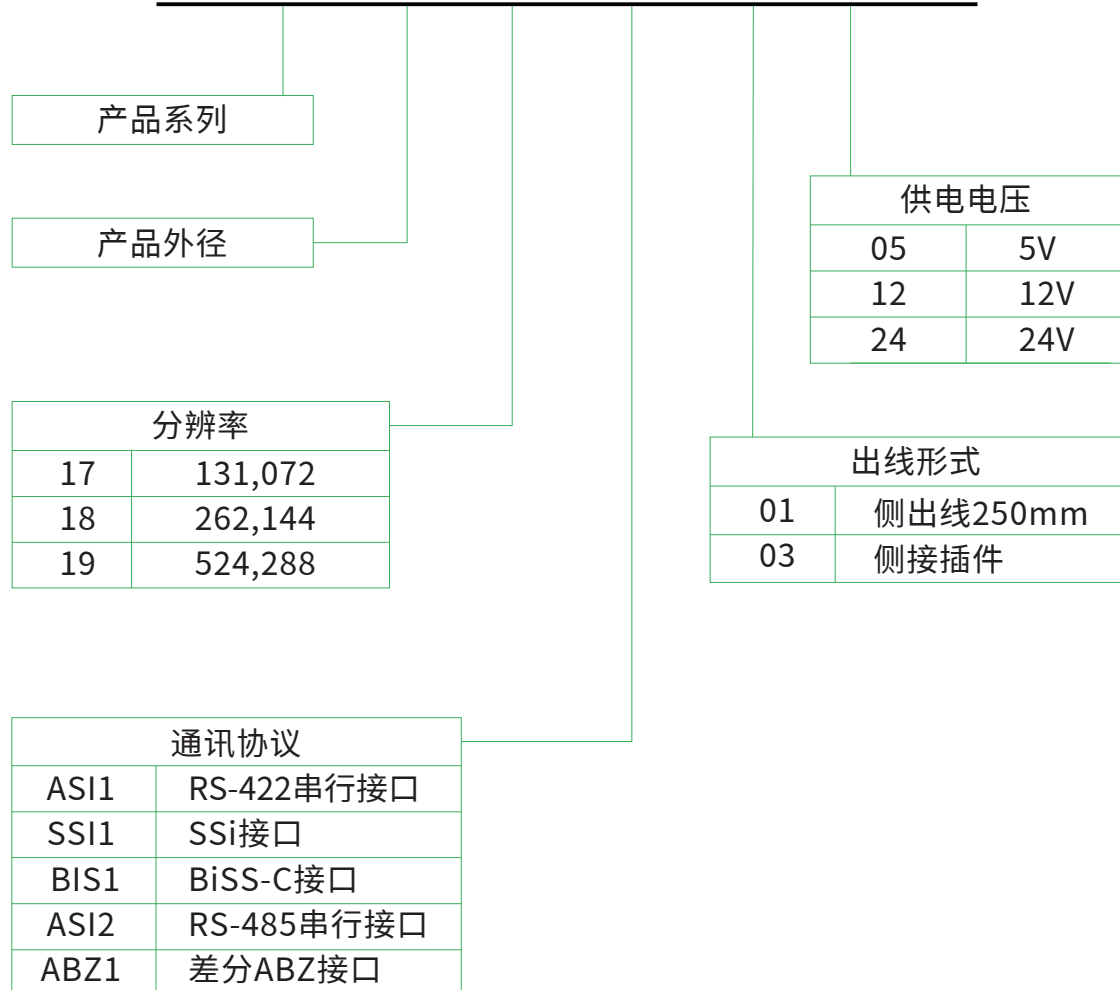 产品系列
产品外径
供电电压
05 5V
12 12V
24 24V
分辨率
17 131,072
18 262,144
19 524,288
出线形式
01 侧出线250mm
03 侧接插件
通讯协议
ASI1 RS-422串行接口
SSI1 SSi接口
BIS1 BiSS-C接口
ASI2 RS-485串行接口
ABZ1 差分ABZ接口